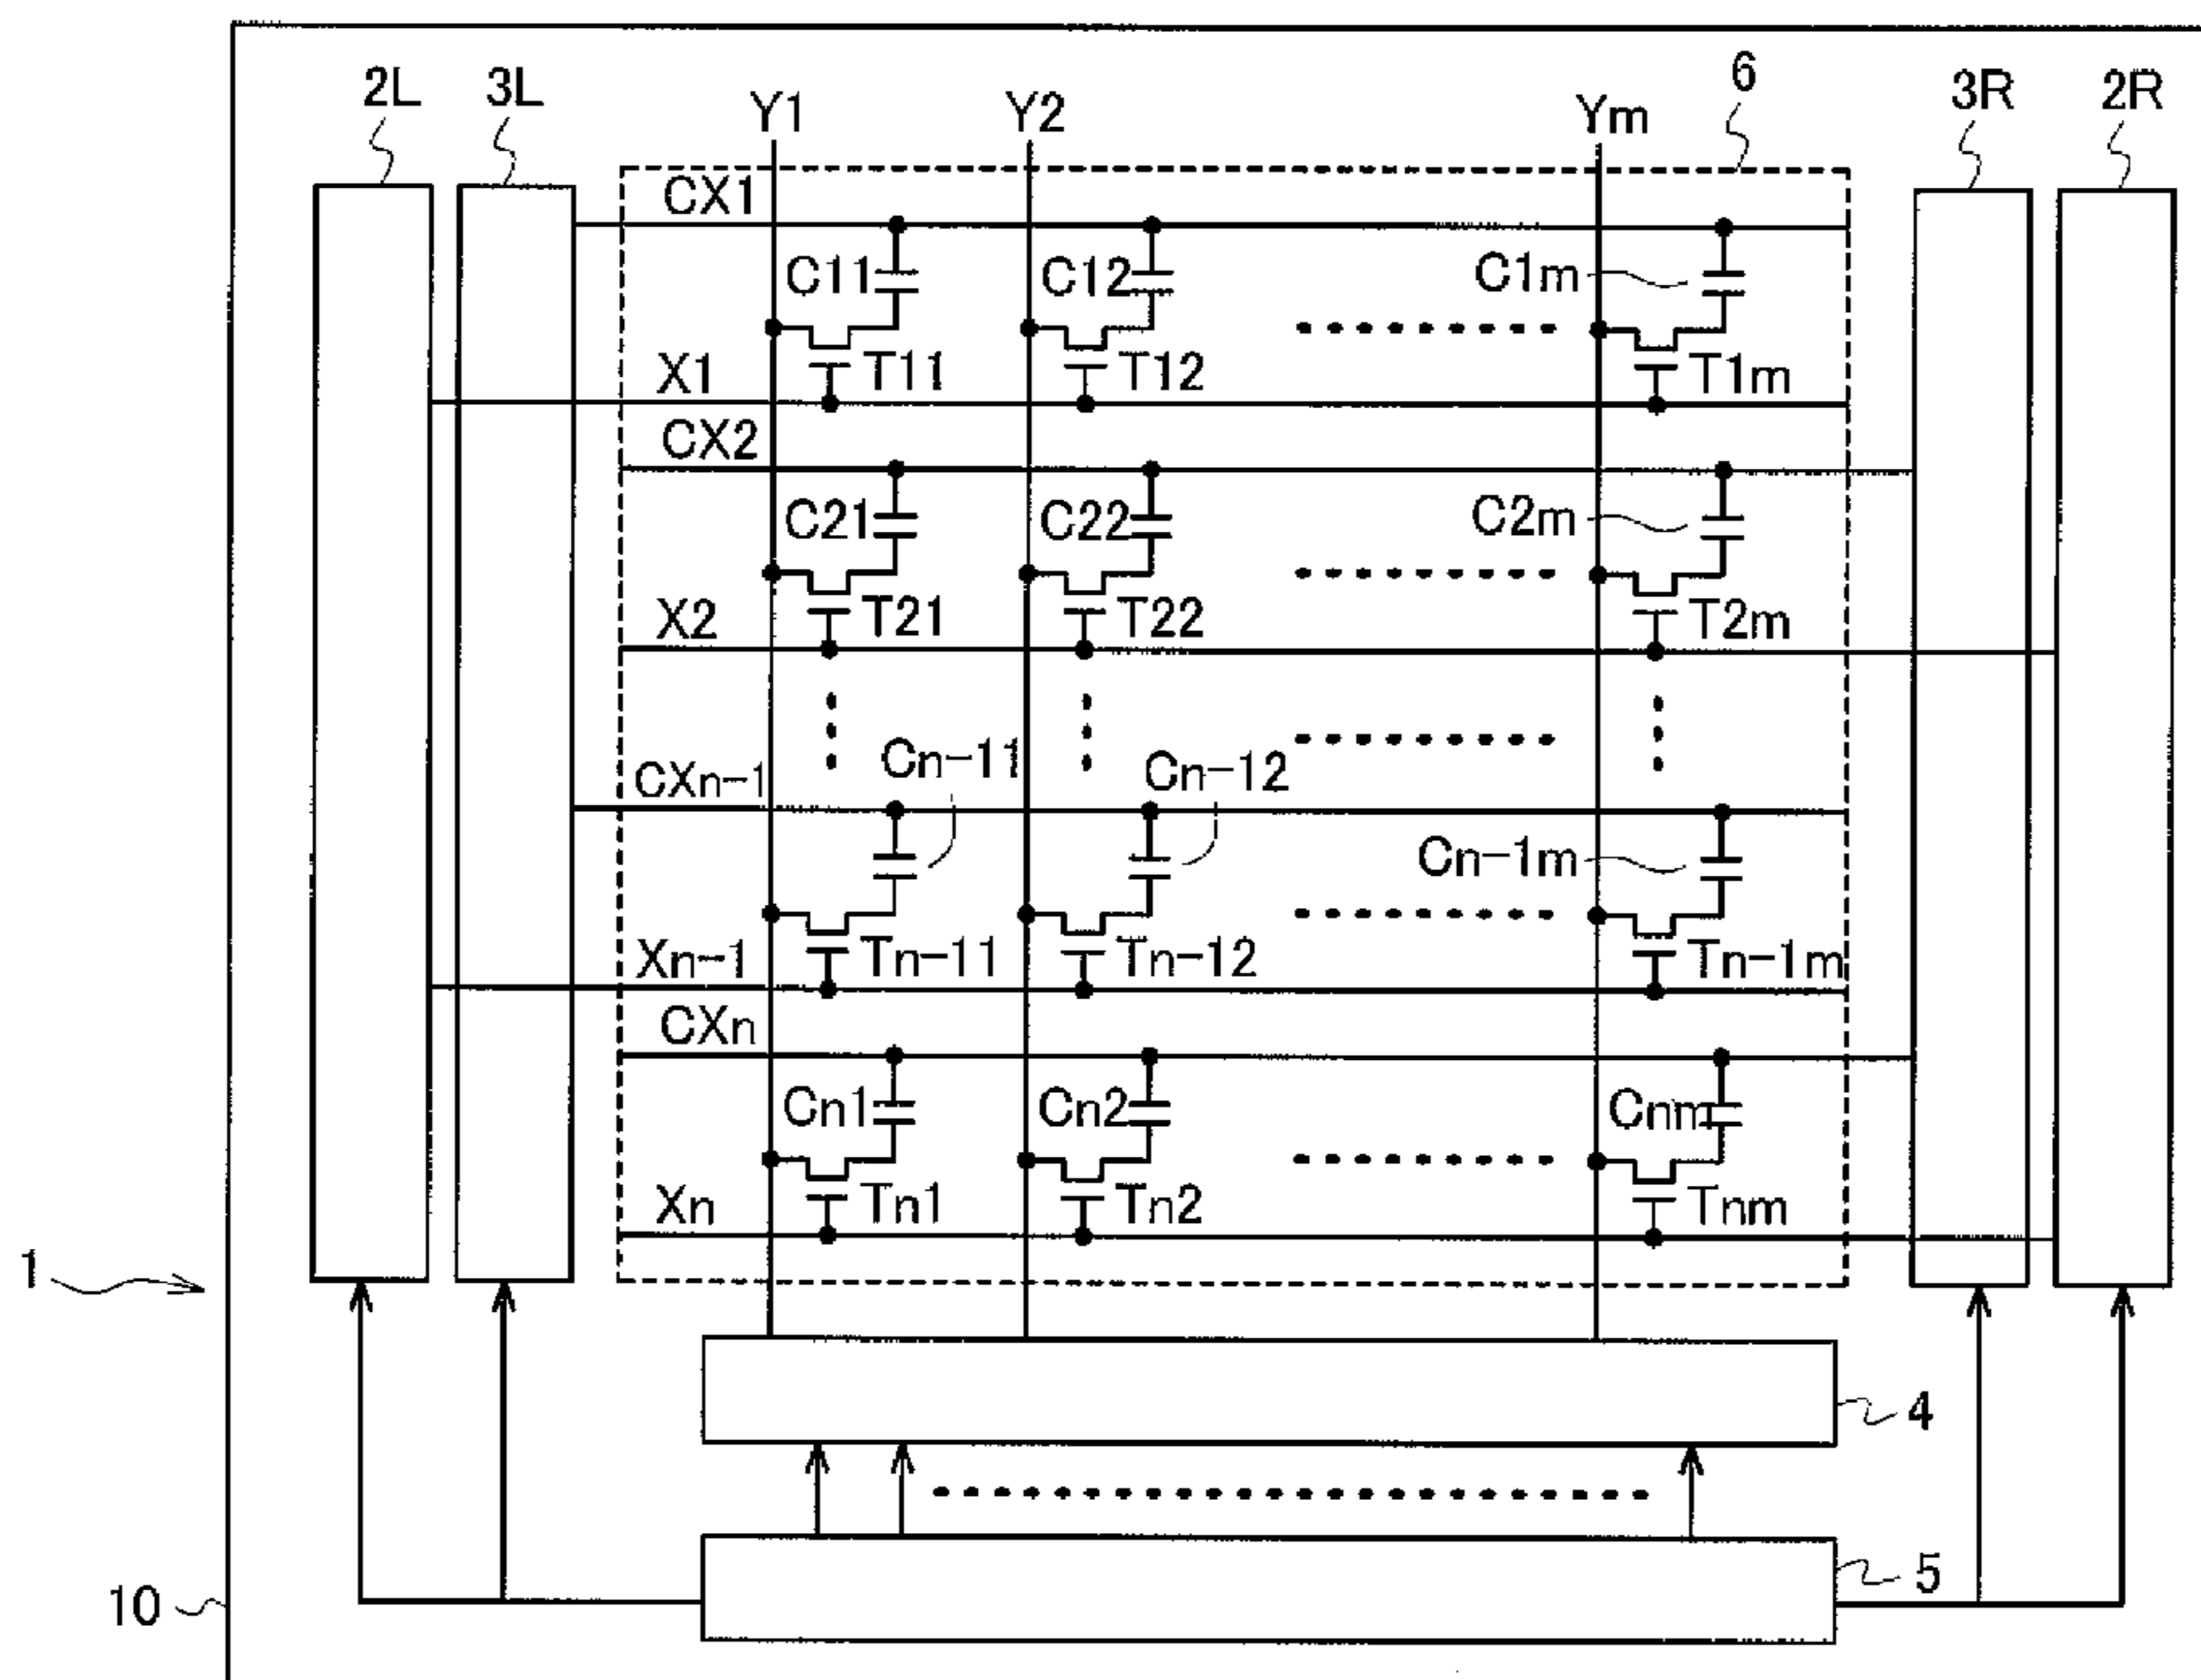 2L 3L Y1 Y2 Ym 6 3R 2R
CX1
C11 C12 C1m
X1 T11 T12 T1m
CX2
C21 C22 C2m
X2 T21 T22 T2m
CXn-1 Cn-11 Cn-12
Cn-1m
Xn-1 Tn-11 Tn-12 Tn-1m
CXn
Cn1 Cn2 Cnm
Xn Tn1 Tn2 Tnm
1
4
5
10